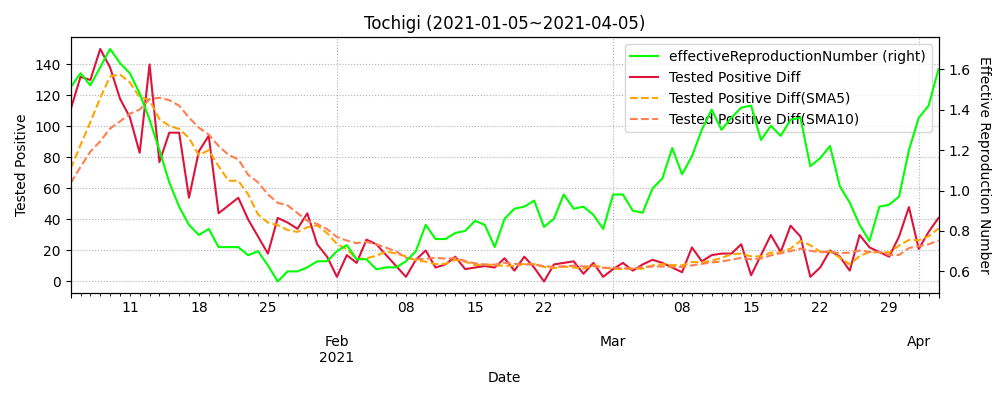 Tochigi (2021-01-05~2021-04-05)
effectiveReproductionNumber (right)
Tested Positive Diff
Tested Positive Diff(SMA5)
Tested Positive Diff(SMA10)
Tested Positive
140
120
100
80
60
40
20
0
1.6
1.4
1.2
1.0
0.8
0.6
Effective Reproduction Number
11 18 25 08 15 22 08 15 22 29
Feb Mar Apr
2021
Date